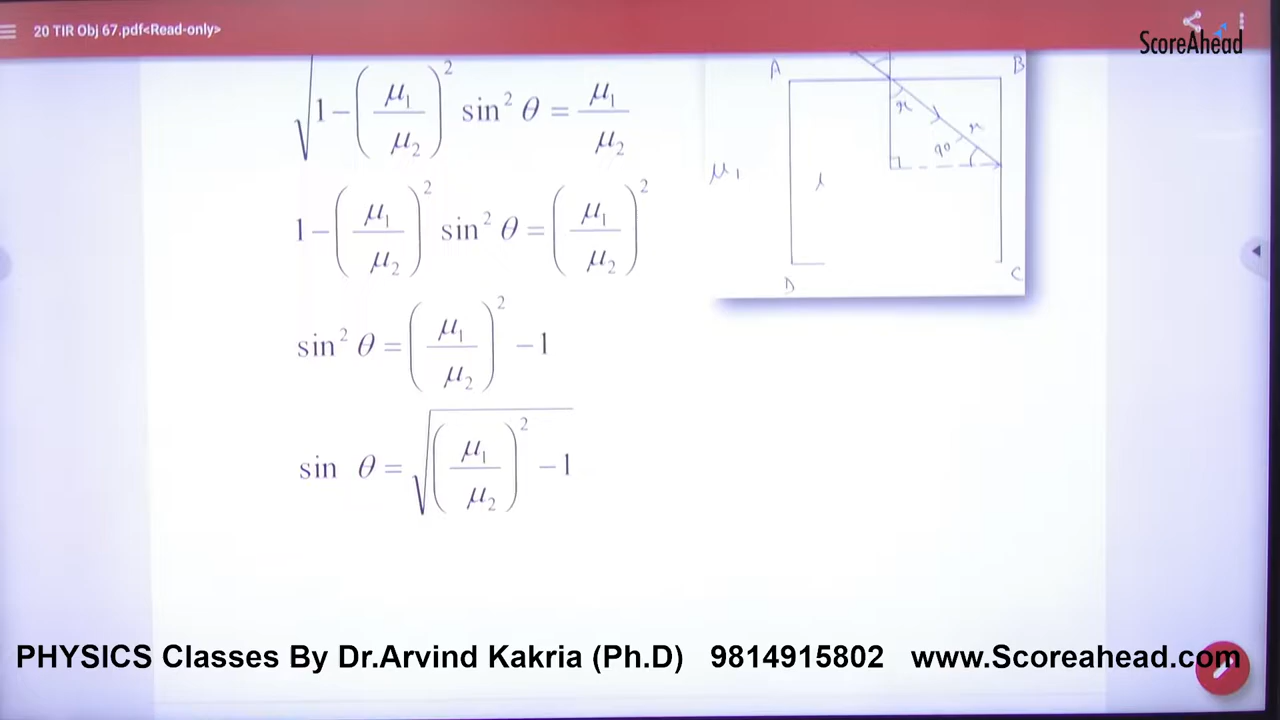 20 TIR Obj 67.pdf<Read-only>
ScoreAhead
√(1−(μ₁/μ₂)² sin² θ) = μ₁/μ₂
1−(μ₁/μ₂)² sin² θ = (μ₁/μ₂)²
sin² θ = (μ₁/μ₂)² −1
sin θ = √((μ₁/μ₂)² −1)
A B
r
r
90
μ₁
D C
PHYSICS Classes By Dr.Arvind Kakria (Ph.D) 9814915802 www.Scoreahead.com